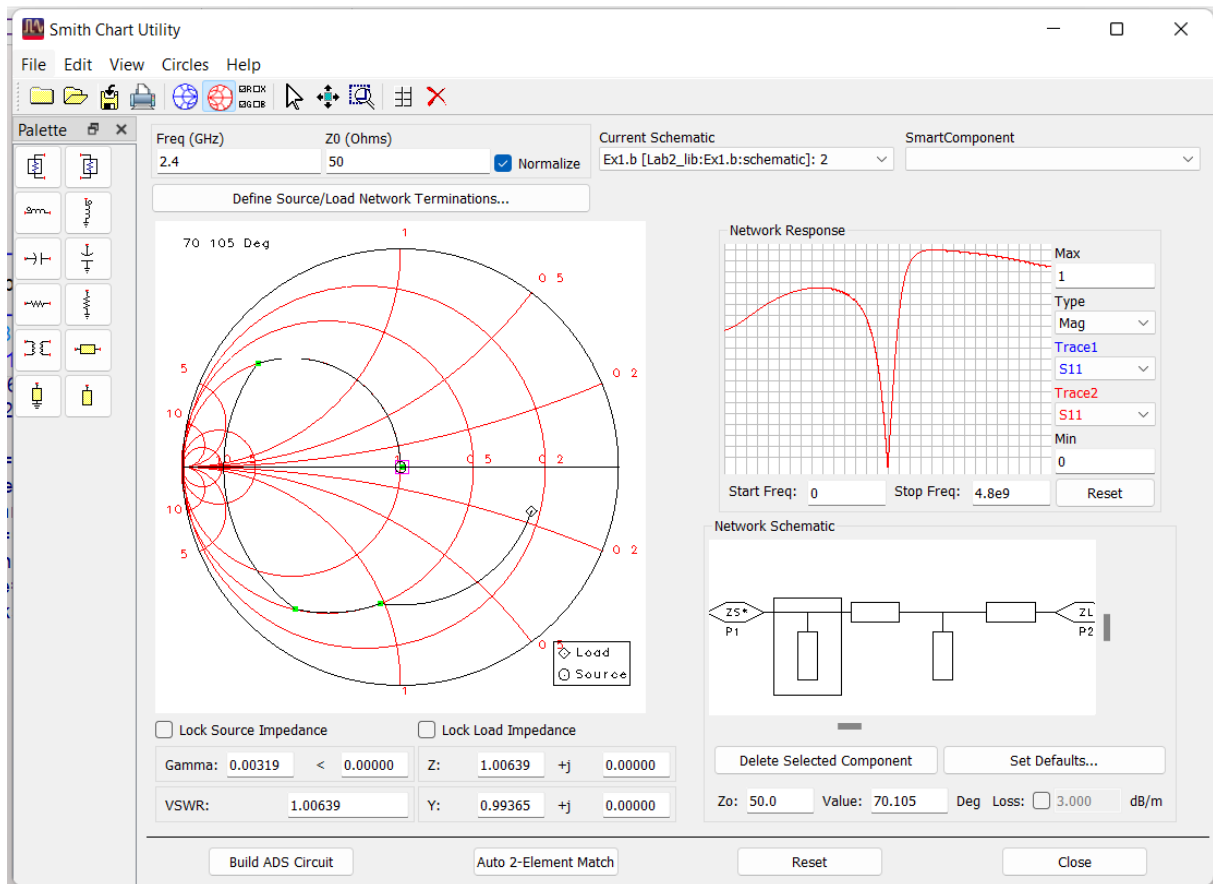 Smith Chart Utility
File Edit View Circles Help
Palette
Freq (GHz)
2.4
Z0 (Ohms)
50
Normalize
Current Schematic
Ex1.b [Lab2_lib:Ex1.b:schematic]: 2
SmartComponent
Define Source/Load Network Terminations...
70 105 Deg
1
0 5
0 2
5
10
1
0 5
0 2
10
5
0 2
0 5
1
Load
Source
Network Response
Max
1
Type
Mag
Trace1
S11
Trace2
S11
Min
0
Start Freq: 0 Stop Freq: 4.8e9 Reset
Network Schematic
ZS*
P1
ZL
P2
Lock Source Impedance Lock Load Impedance
Gamma: 0.00319 < 0.00000 Z: 1.00639 +j 0.00000
VSWR: 1.00639 Y: 0.99365 +j 0.00000
Delete Selected Component Set Defaults...
Zo: 50.0 Value: 70.105 Deg Loss: 3.000 dB/m
Build ADS Circuit Auto 2-Element Match Reset Close